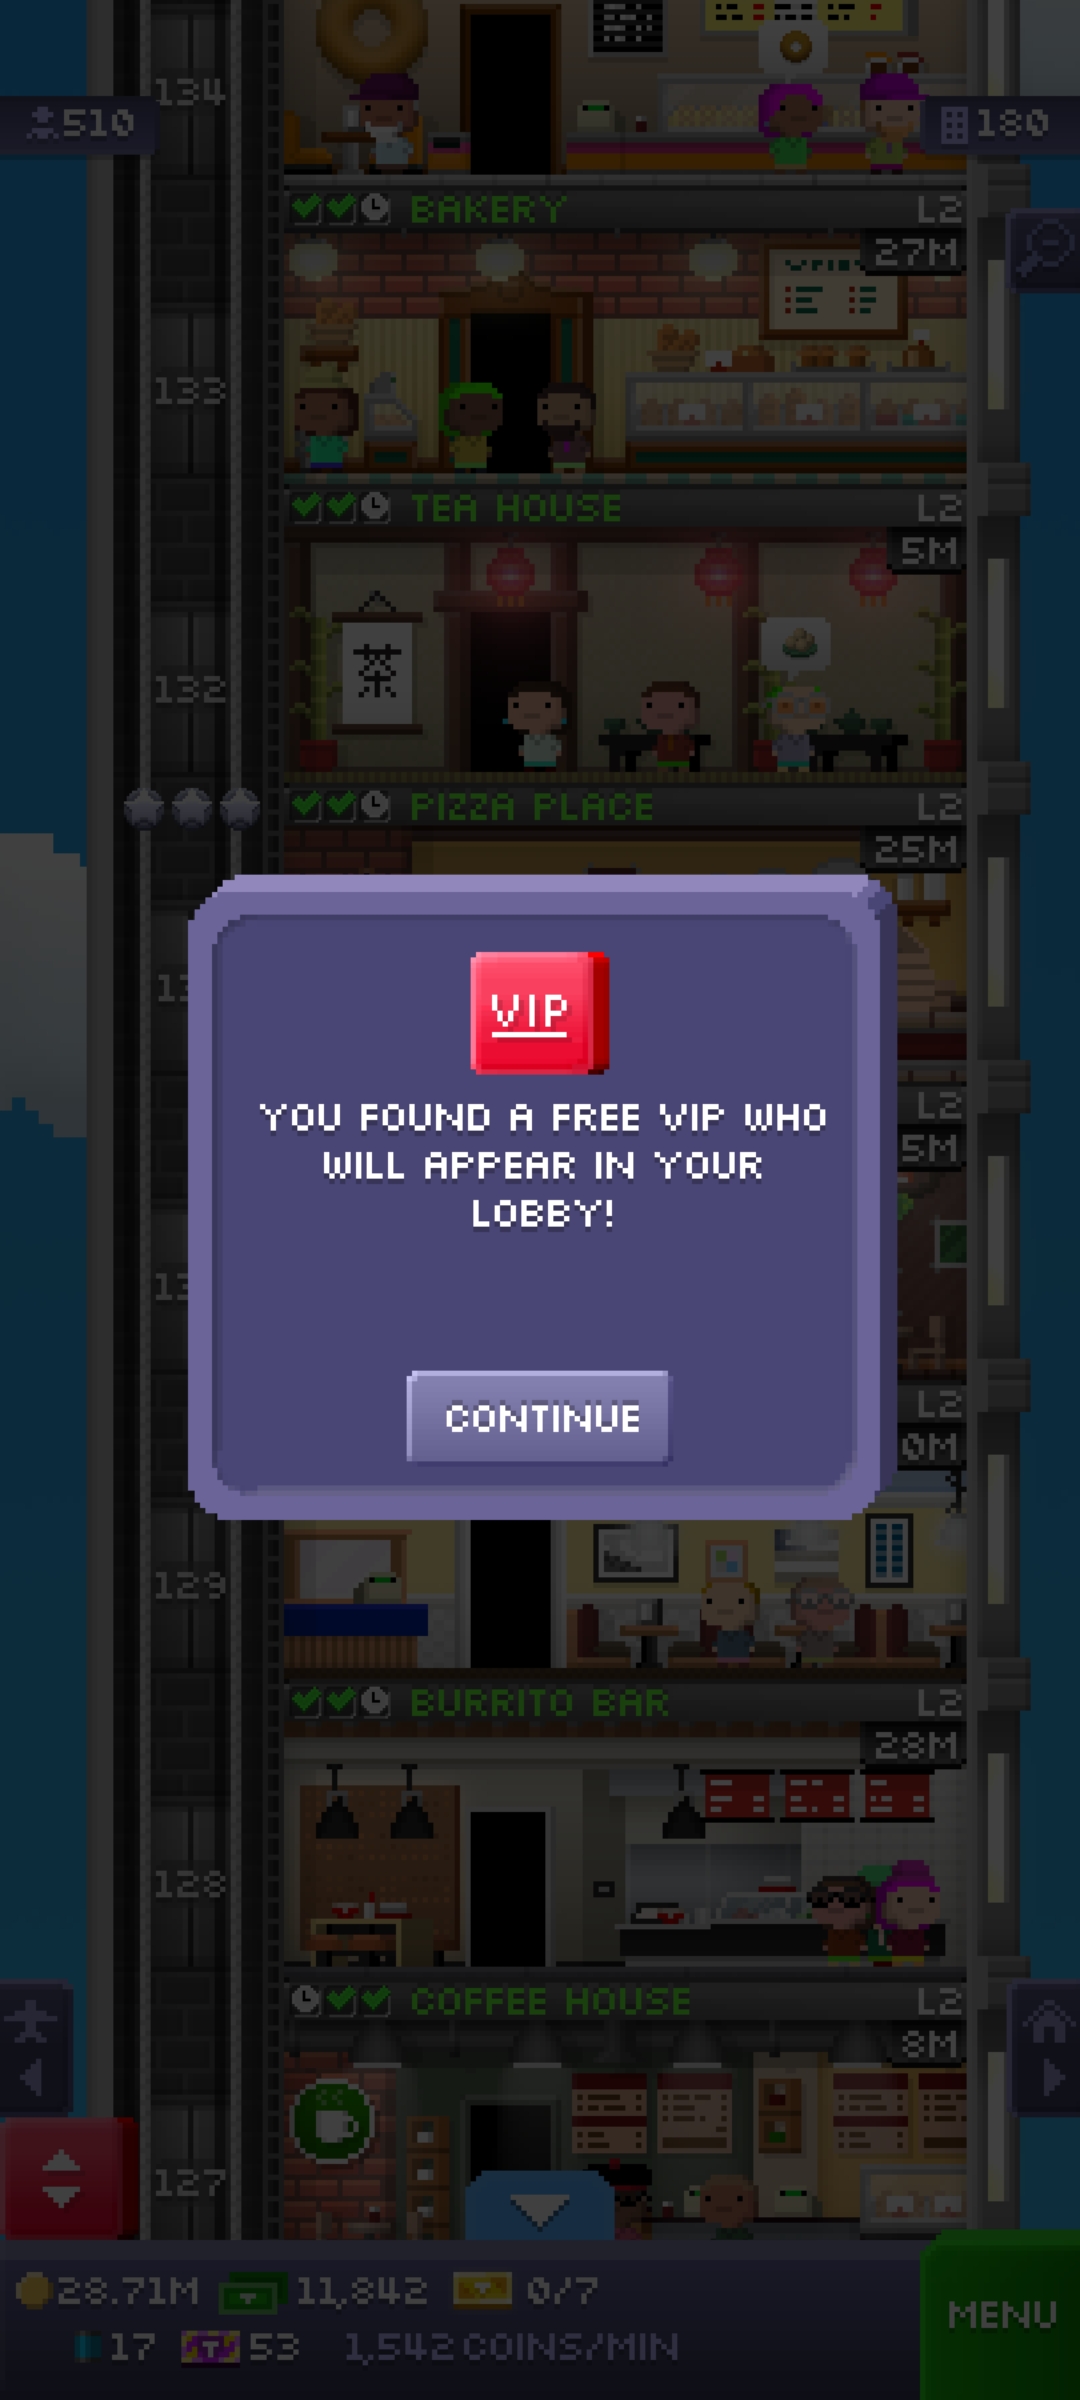 134
510
180
BAKERY L2
27M
133
TEA HOUSE L2
5M
茶
132
PIZZA PLACE L2
25M
VIP
YOU FOUND A FREE VIP WHO
WILL APPEAR IN YOUR
LOBBY!
CONTINUE
L2
5M
L2
0M
129
BURRITO BAR L2
28M
128
COFFEE HOUSE L2
8M
127
28.71M 11,842 0/7
17 53 1,542 COINS/MIN
MENU